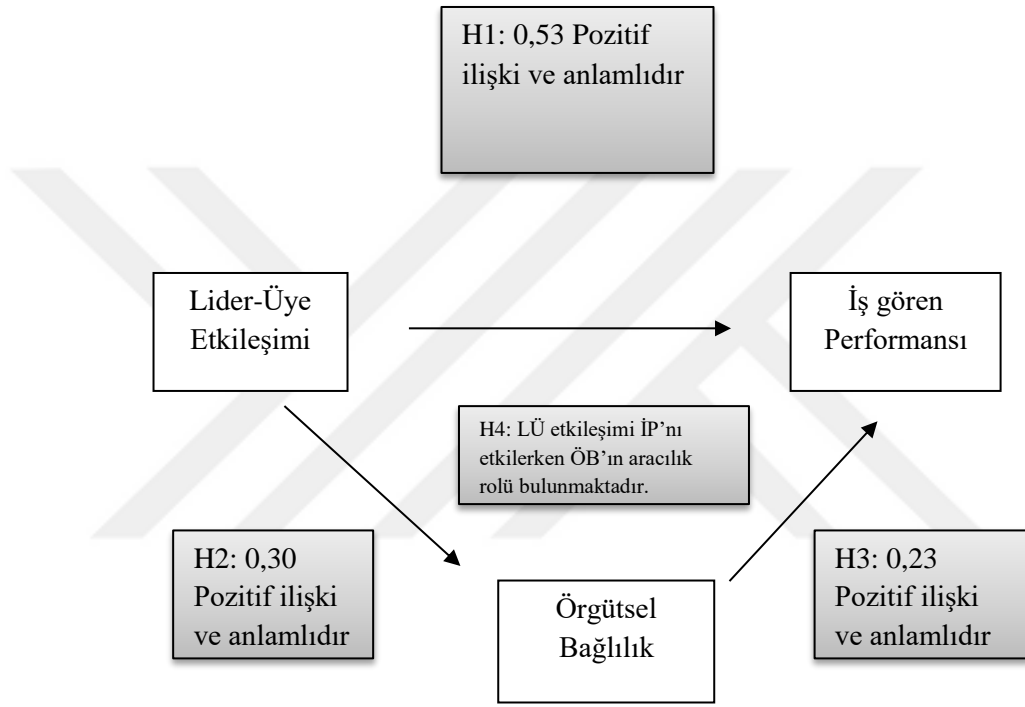 H1: 0,53 Pozitif
ilişki ve anlamlıdır
Lider-Üye
Etkileşimi
İş gören
Performansı
H4: LÜ etkileşimi İP’nı
etkilerken ÖB’ın aracılık
rolü bulunmaktadır.
H2: 0,30
Pozitif ilişki
ve anlamlıdır
Örgütsel
Bağlılık
H3: 0,23
Pozitif ilişki
ve anlamlıdır